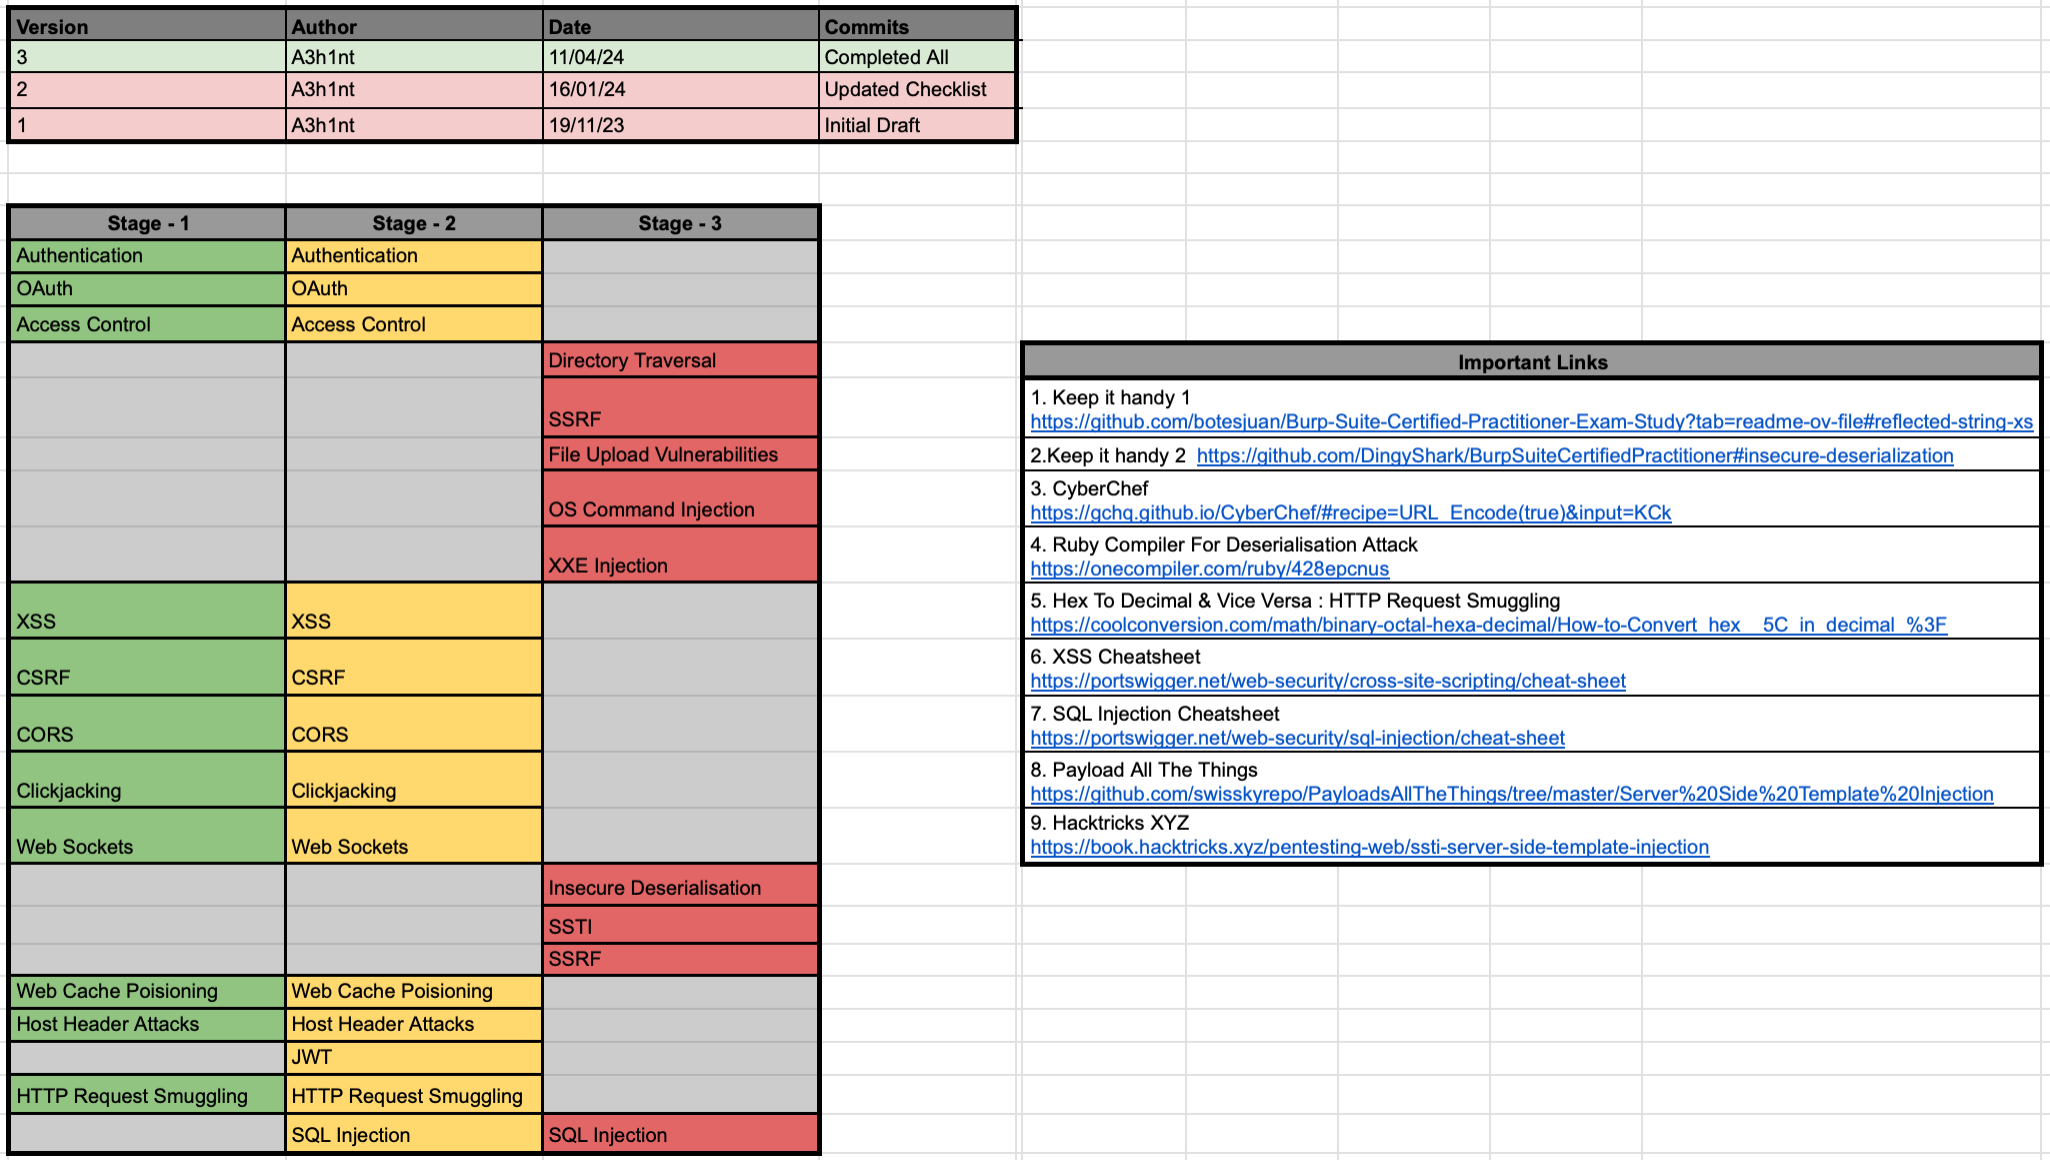 Version Author Date Commits
3 A3h1nt 11/04/24 Completed All
2 A3h1nt 16/01/24 Updated Checklist
1 A3h1nt 19/11/23 Initial Draft
Stage - 1 Stage - 2 Stage - 3
Authentication Authentication
OAuth OAuth
Access Control Access Control
Directory Traversal
SSRF
File Upload Vulnerabilities
OS Command Injection
XXE Injection
XSS XSS
CSRF CSRF
CORS CORS
Clickjacking Clickjacking
Web Sockets Web Sockets
Insecure Deserialisation
SSTI
SSRF
Web Cache Poisioning Web Cache Poisioning
Host Header Attacks Host Header Attacks
JWT
HTTP Request Smuggling HTTP Request Smuggling
SQL Injection SQL Injection
Important Links
1. Keep it handy 1
https://github.com/botesjuan/Burp-Suite-Certified-Practitioner-Exam-Study?tab=readme-ov-file#reflected-string-xs
2.Keep it handy 2 https://github.com/DingyShark/BurpSuiteCertifiedPractitioner#insecure-deserialization
3. CyberChef
https://gchq.github.io/CyberChef/#recipe=URL_Encode(true)&input=KCk
4. Ruby Compiler For Deserialisation Attack
https://onecompiler.com/ruby/428epcnus
5. Hex To Decimal & Vice Versa : HTTP Request Smuggling
https://coolconversion.com/math/binary-octal-hexa-decimal/How-to-Convert_hex__5C_in_decimal_%3F
6. XSS Cheatsheet
https://portswigger.net/web-security/cross-site-scripting/cheat-sheet
7. SQL Injection Cheatsheet
https://portswigger.net/web-security/sql-injection/cheat-sheet
8. Payload All The Things
https://github.com/swisskyrepo/PayloadsAllTheThings/tree/master/Server%20Side%20Template%20Injection
9. Hacktricks XYZ
https://book.hacktricks.xyz/pentesting-web/ssti-server-side-template-injection